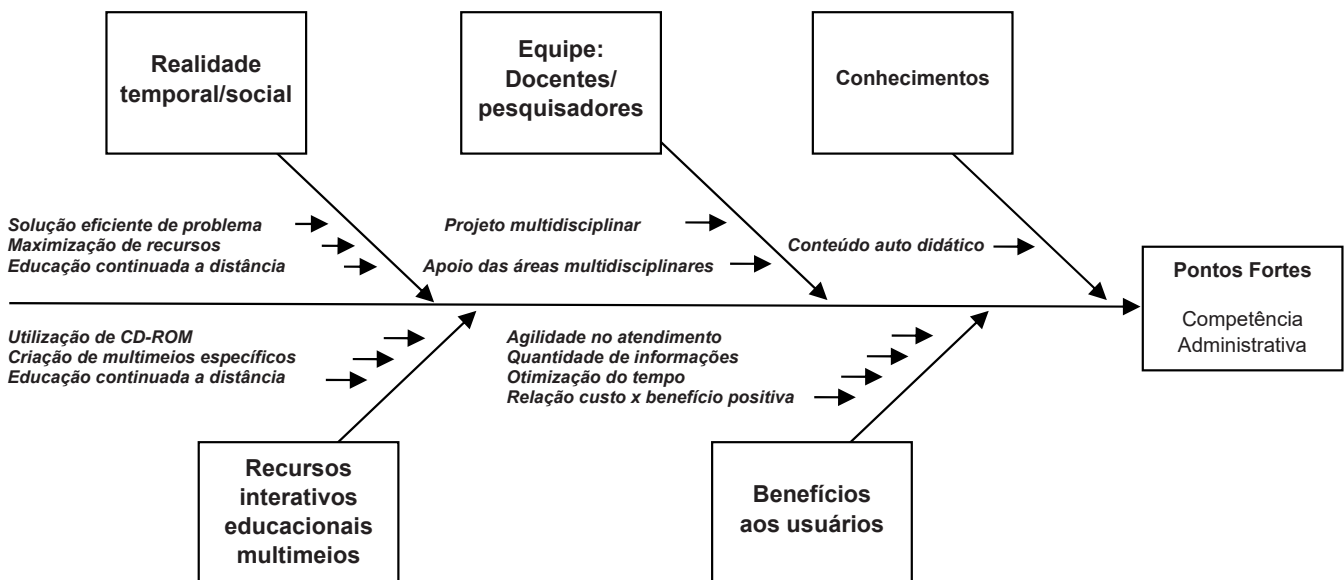 Realidade
temporal/social
Equipe:
Docentes/
pesquisadores
Conhecimentos
Solução eficiente de problema
Maximização de recursos
Educação continuada a distância
Projeto multidisciplinar
Apoio das áreas multidisciplinares
Conteúdo auto didático
Pontos Fortes
Competência
Administrativa
Utilização de CD-ROM
Criação de multimeios específicos
Educação continuada a distância
Agilidade no atendimento
Quantidade de informações
Otimização do tempo
Relação custo x benefício positiva
Recursos
interativos
educacionais
multimeios
Benefícios
aos usuários